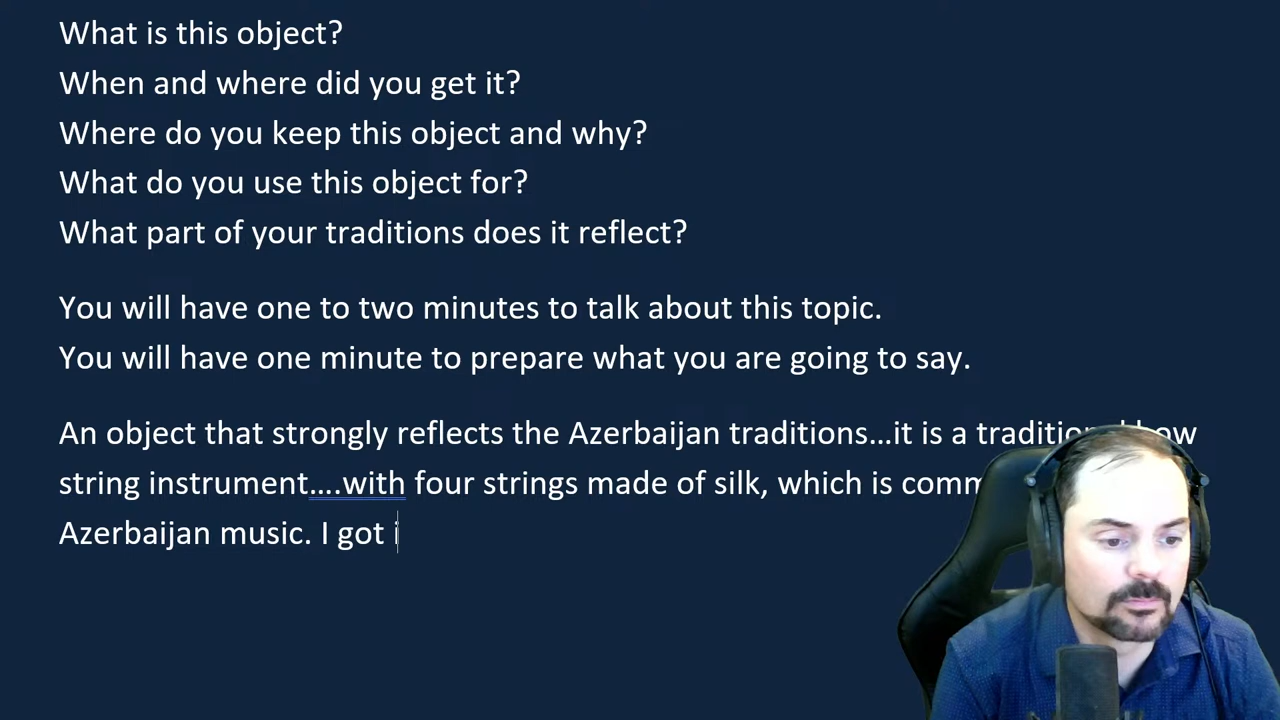 What is this object?
When and where did you get it?
Where do you keep this object and why?
What do you use this object for?
What part of your traditions does it reflect?
You will have one to two minutes to talk about this topic.
You will have one minute to prepare what you are going to say.
An object that strongly reflects the Azerbaijan traditions…it is a traditional bow
string instrument….with four strings made of silk, which is
Azerbaijan music. I got i